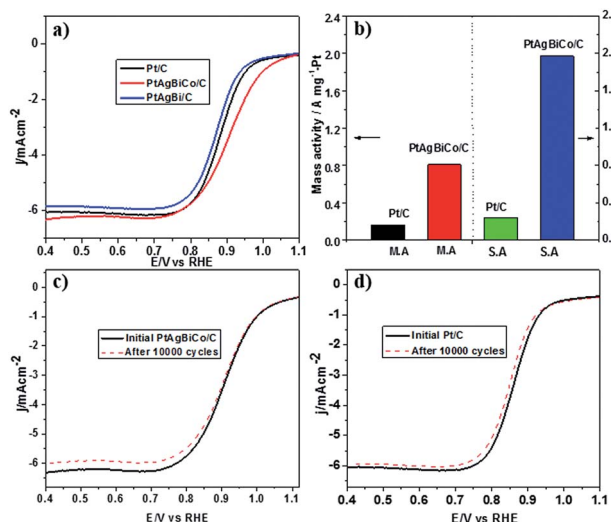 a)
Pt/C
PtAgBiCo/C
PtAgBi/C
J/mAcm-2
0
-2
-4
-6
0.4 0.5 0.6 0.7 0.8 0.9 1.0 1.1
E/V vs RHE
b)
Mass activity / A mg-1-Pt
2.4
2.0
1.6
1.2
0.8
0.4
0.0
Pt/C
PtAgBiCo/C
Pt/C
PtAgBiCo/C
M.A M.A S.A S.A
c)
Initial PtAgBiCo/C
After 10000 cycles
J/mAcm-2
0
-1
-2
-3
-4
-5
-6
0.4 0.5 0.6 0.7 0.8 0.9 1.0 1.1
E/V vs RHE
d)
Initial Pt/C
After 10000 cycles
j/mAcm-2
0
-1
-2
-3
-4
-5
-6
0.4 0.5 0.6 0.7 0.8 0.9 1.0 1.1
E/V vs RHE